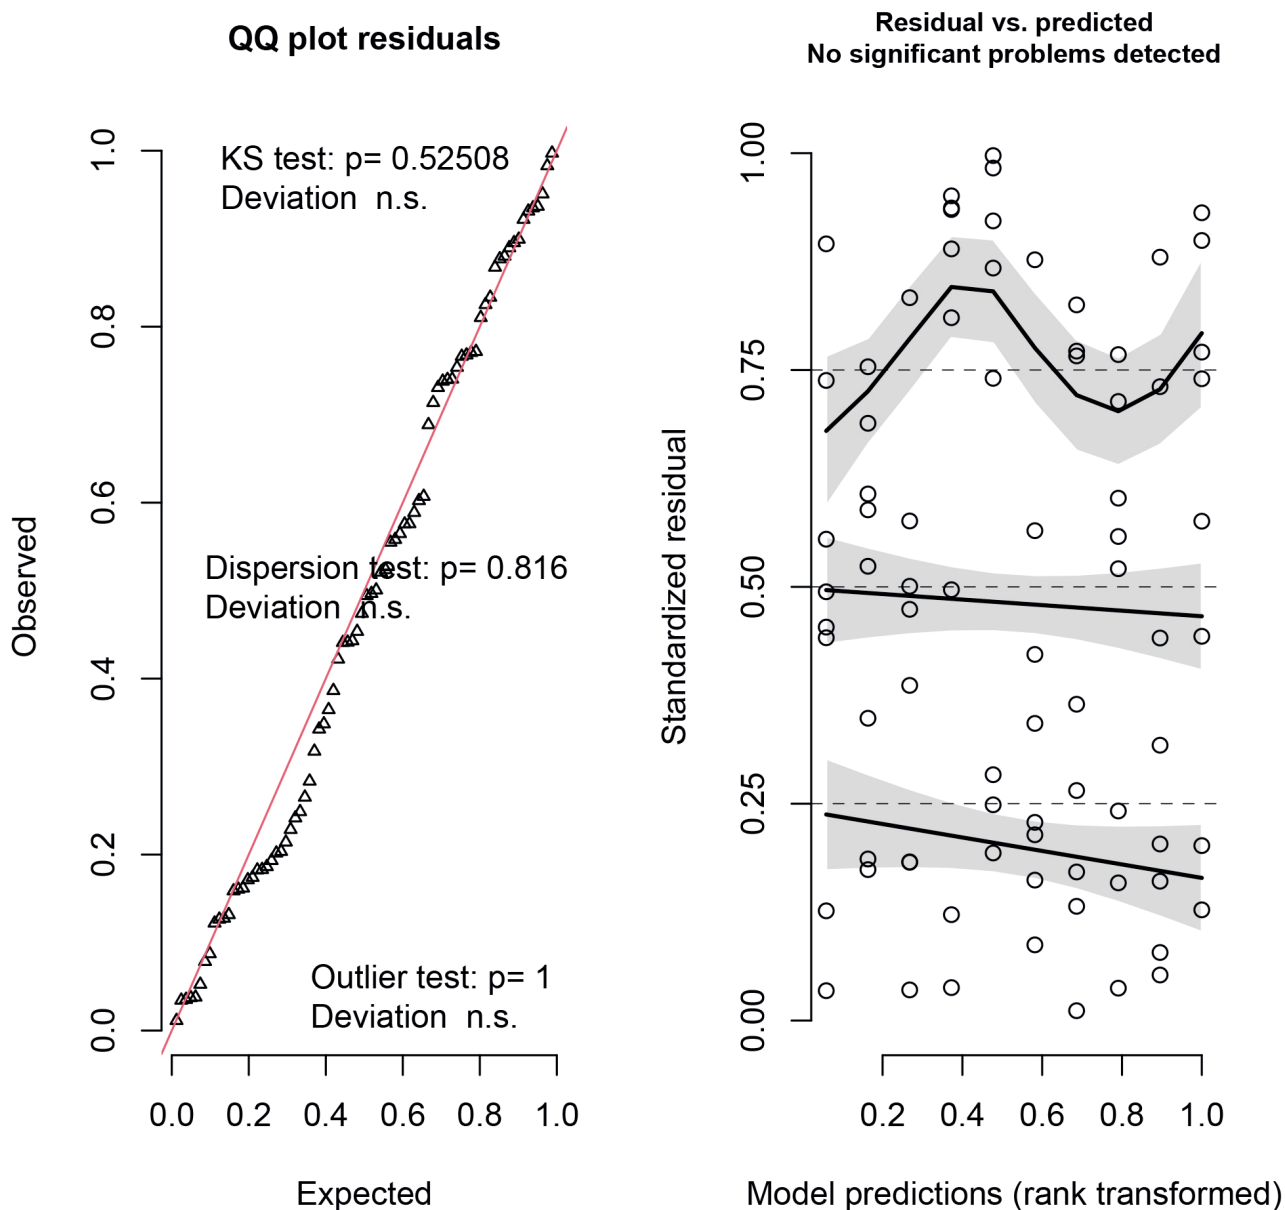 QQ plot residuals
KS test: p= 0.52508
Deviation n.s.
Dispersion test: p= 0.816
Deviation n.s.
Outlier test: p= 1
Deviation n.s.
Observed
1.0
0.8
0.6
0.4
0.2
0.0
0.0 0.2 0.4 0.6 0.8 1.0
Expected
Residual vs. predicted
No significant problems detected
Standardized residual
1.00
0.75
0.50
0.25
0.00
0.2 0.4 0.6 0.8 1.0
Model predictions (rank transformed)